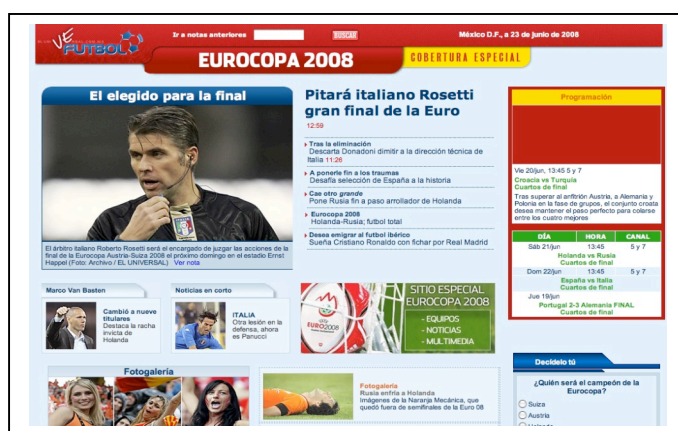 VE
FUTBOL
Ir a notas anteriores
BUSCAR
México D.F., a 23 de junio de 2008
EUROCOPA 2008
COBERTURA ESPECIAL
El elegido para la final
El árbitro italiano Roberto Rosetti será el encargado de juzgar las acciones de la
final de la Eurocopa Austria-Suiza 2008 el próximo domingo en el estadio Ernst
Happel (Foto: Archivo / EL UNIVERSAL) Ver nota
Pitará italiano Rosetti
gran final de la Euro
12:59
Tras la eliminación
Descarta Donadoni dimitir a la dirección técnica de
Italia 11:26
A ponerle fin a los traumas
Desafía selección de España a la historia
Cae otro grande
Pone Rusia fin a paso arrollador de Holanda
Eurocopa 2008
Holanda-Rusia; futbol total
Desea emigrar al futbol ibérico
Sueña Cristiano Ronaldo con fichar por Real Madrid
Programación
Vie 20/jun, 13:45 5 y 7
Croacia vs Turquía
Cuartos de final
Tras superar al anfitrión Austria, a Alemania y
Polonia en la fase de grupos, el conjunto croata
desea mantener el paso perfecto para colarse
entre los cuatro mejores
DÍA HORA CANAL
Sáb 21/jun 13:45 5 y 7
Holanda vs Rusia
Cuartos de final
Dom 22/jun 13:45 5 y 7
España vs Italia
Cuartos de final
Jue 19/jun
Portugal 2-3 Alemania FINAL
Cuartos de final
Marco Van Basten
Cambió a nueve
titulares
Destaca la racha
invicta de
Holanda
Noticias en corto
ITALIA
Otra lesión en la
defensa, ahora
es Panucci
EURO2008
SITIO ESPECIAL
EUROCOPA 2008
- EQUIPOS
- NOTICIAS
- MULTIMEDIA
Fotogalería
Fotogalería
Rusia enfría a Holanda
Imágenes de la Naranja Mecánica, que
quedó fuera de semifinales de la Euro 08
Decídelo tú
¿Quién será el campeón de la
Eurocopa?
Suiza
Austria